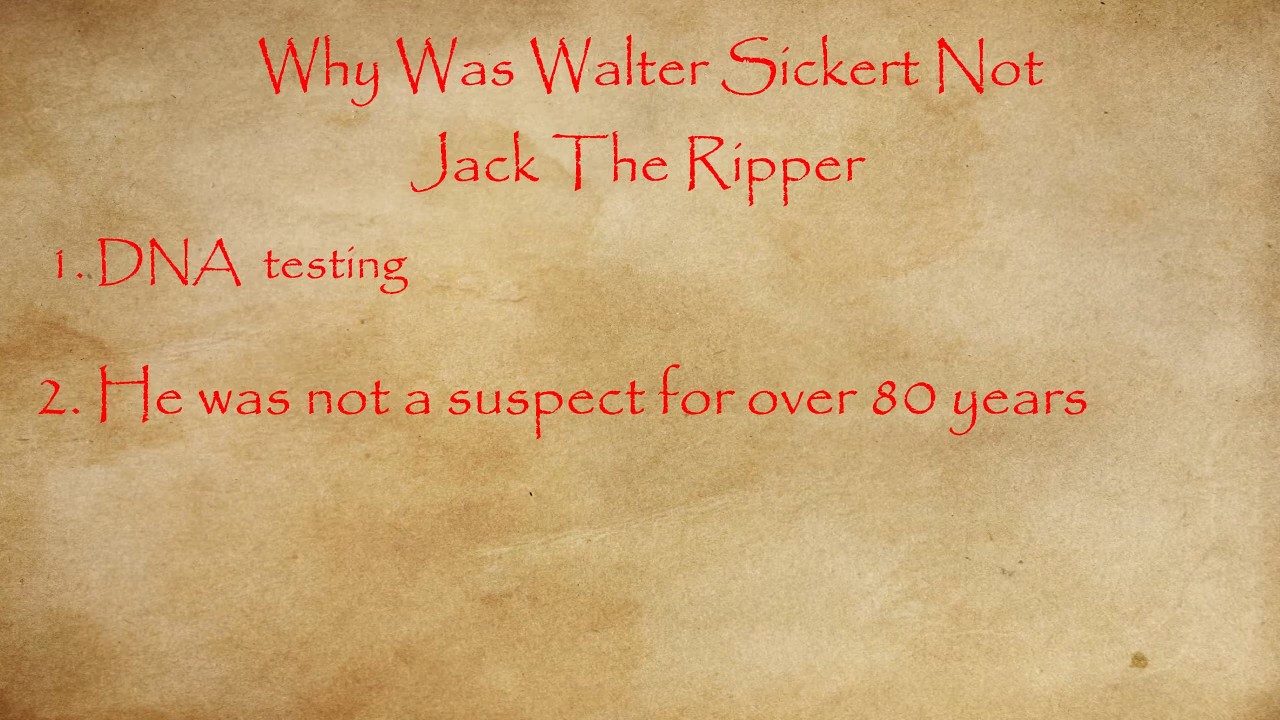 Why Was Walter Sickert Not
Jack The Ripper
1. DNA testing
2. He was not a suspect for over 80 years